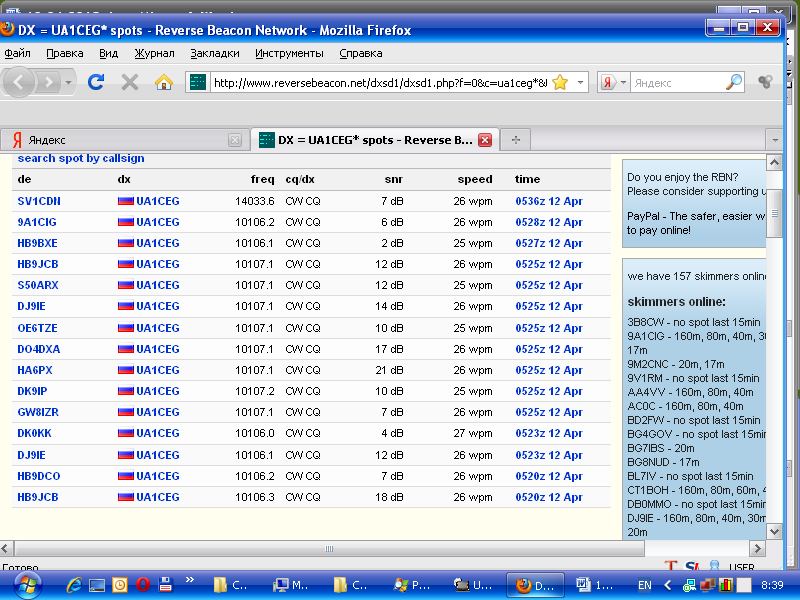 DX = UA1CEG* spots - Reverse Beacon Network - Mozilla Firefox
Файл Правка Вид Журнал Закладки Инструменты Справка
http://www.reversebeacon.net/dxsd1/dxsd1.php?f=0&c=ua1ceg*&
Яндекс
Яндекс
DX = UA1CEG* spots - Reverse B...
search spot by callsign
de dx freq cq/dx snr speed time
SV1CDN UA1CEG 14033.6 CW CQ 7 dB 26 wpm 0536z 12 Apr
9A1CIG UA1CEG 10106.2 CW CQ 6 dB 26 wpm 0528z 12 Apr
HB9BXE UA1CEG 10106.1 CW CQ 2 dB 25 wpm 0527z 12 Apr
HB9JCB UA1CEG 10107.1 CW CQ 12 dB 26 wpm 0525z 12 Apr
S50ARX UA1CEG 10107.1 CW CQ 12 dB 25 wpm 0525z 12 Apr
DJ9IE UA1CEG 10107.1 CW CQ 14 dB 26 wpm 0525z 12 Apr
OE6TZE UA1CEG 10107.1 CW CQ 10 dB 25 wpm 0525z 12 Apr
DO4DXA UA1CEG 10107.1 CW CQ 17 dB 26 wpm 0525z 12 Apr
HA6PX UA1CEG 10107.1 CW CQ 21 dB 26 wpm 0525z 12 Apr
DK9IP UA1CEG 10107.2 CW CQ 10 dB 25 wpm 0525z 12 Apr
GW8IZR UA1CEG 10107.1 CW CQ 7 dB 26 wpm 0525z 12 Apr
DK0KK UA1CEG 10106.0 CW CQ 4 dB 27 wpm 0523z 12 Apr
DJ9IE UA1CEG 10106.1 CW CQ 12 dB 26 wpm 0523z 12 Apr
HB9DCO UA1CEG 10106.2 CW CQ 7 dB 26 wpm 0520z 12 Apr
HB9JCB UA1CEG 10106.3 CW CQ 18 dB 26 wpm 0520z 12 Apr
Do you enjoy the RBN?
Please consider supporting u
PayPal - The safer, easier w
to pay online!
we have 157 skimmers online
skimmers online:
3B8CW - no spot last 15min
9A1CIG - 160m, 80m, 40m, 30
17m
9M2CNC - 20m, 17m
9V1RM - no spot last 15min
AA4VV - 160m, 80m, 40m
AC0C - 160m, 80m, 40m
BD2FW - no spot last 15min
BG4GOV - no spot last 15min
BG7IBS - 20m
BG8NUD - 17m
BL7IV - no spot last 15min
CT1BOH - 160m, 80m, 60m, 4
DB0MMO - no spot last 15min
DJ9IE - 160m, 80m, 40m, 30m
20m
Готово
USER
C... M... C... P... U... D... 1... EN 8:39